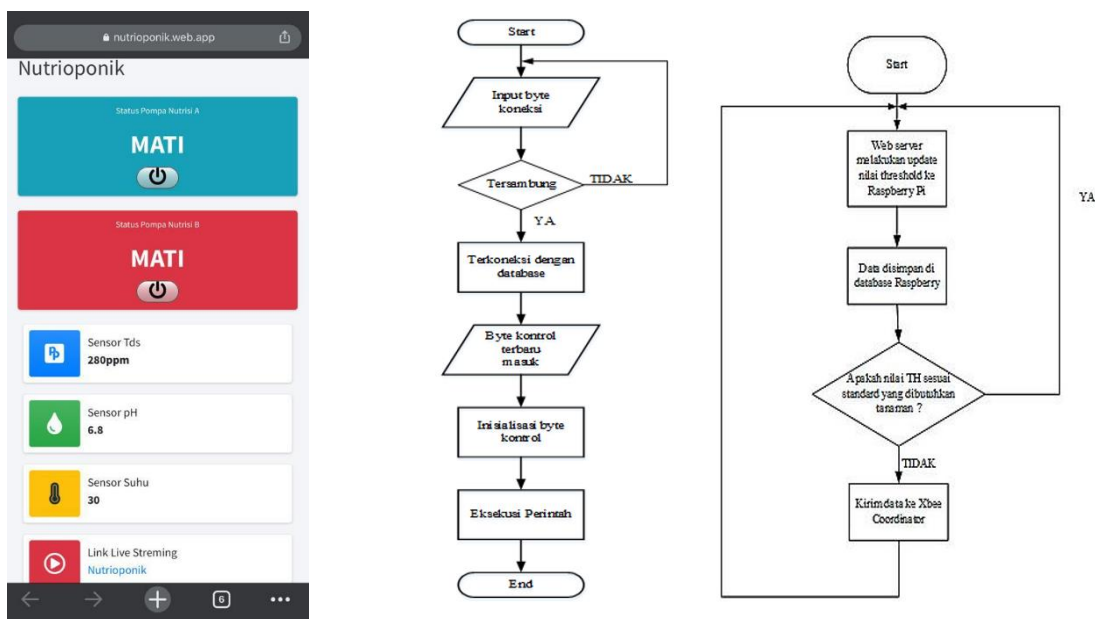 nutrioponik.web.app
Nutrioponik
Status Pompa Nutrisi A
MATI
Status Pompa Nutrisi B
MATI
Sensor Tds
280ppm
Sensor pH
6.8
Sensor Suhu
30
Link Live Streming
Nutrioponik
6
Start
Input byte
koneksi
Tersambung
TIDAK
YA
Terkoneksi dengan
database
Byte kontrol
terbaru
masuk
Inisialisasi byte
kontrol
Eksekusi Perintah
End
Start
Web server
melakukan update
nilai threshold ke
Raspberry Pi
Data disimpan di
database Raspberry
Apakah nilai TH sesuai
standard yang dibutuhkan
tanaman ?
YA
TIDAK
Kirim data ke Xbee
Coordinator